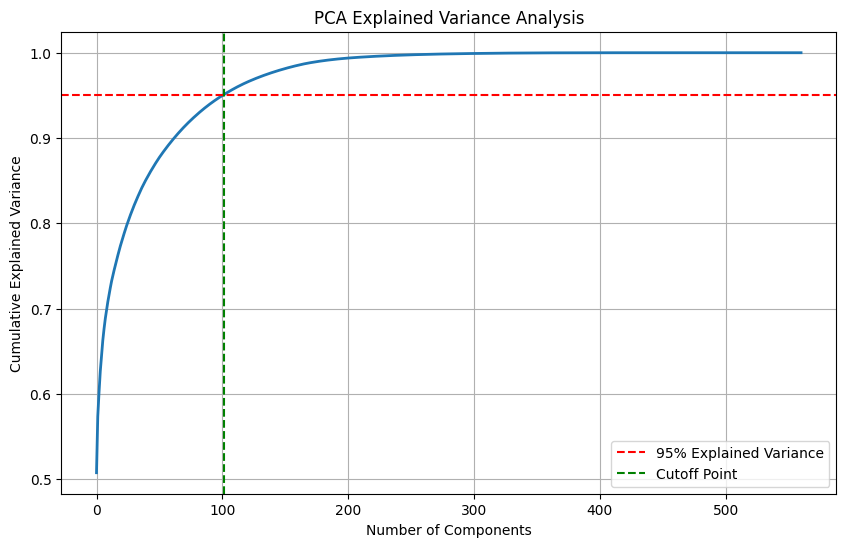 PCA Explained Variance Analysis
Cumulative Explained Variance
1.0
0.9
0.8
0.7
0.6
0.5
0
100
200
300
400
500
Number of Components
95% Explained Variance
Cutoff Point